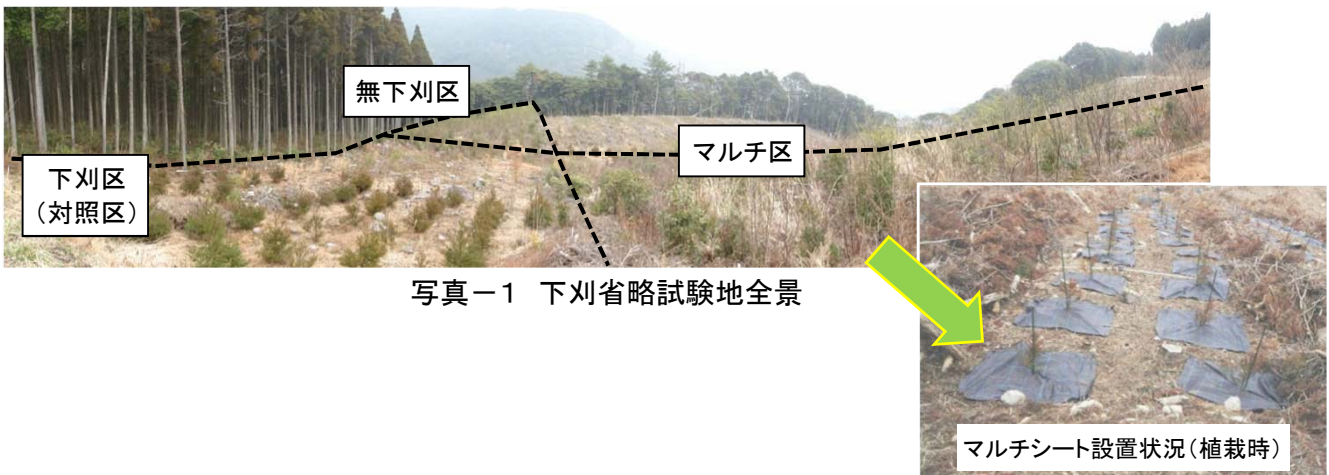 無下刈区
マルチ区
下刈区
（対照区）
写真－１　下刈省略試験地全景
マルチシート設置状況（植栽時）